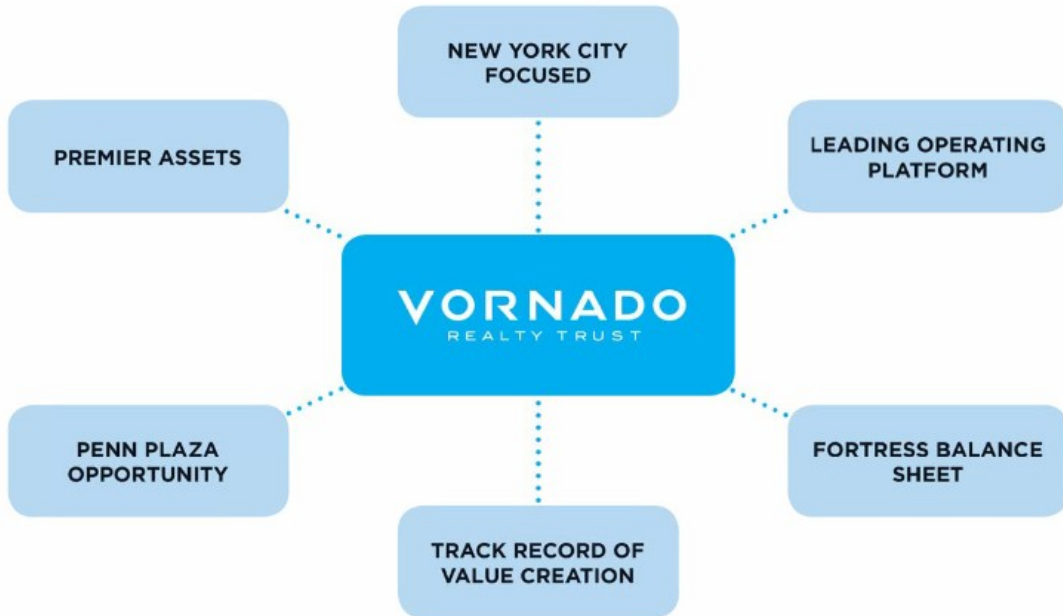 NEW YORK CITY
FOCUSED
PREMIER ASSETS
LEADING OPERATING
PLATFORM
VORNADO
REALTY TRUST
PENN PLAZA
OPPORTUNITY
FORTRESS BALANCE
SHEET
TRACK RECORD OF
VALUE CREATION